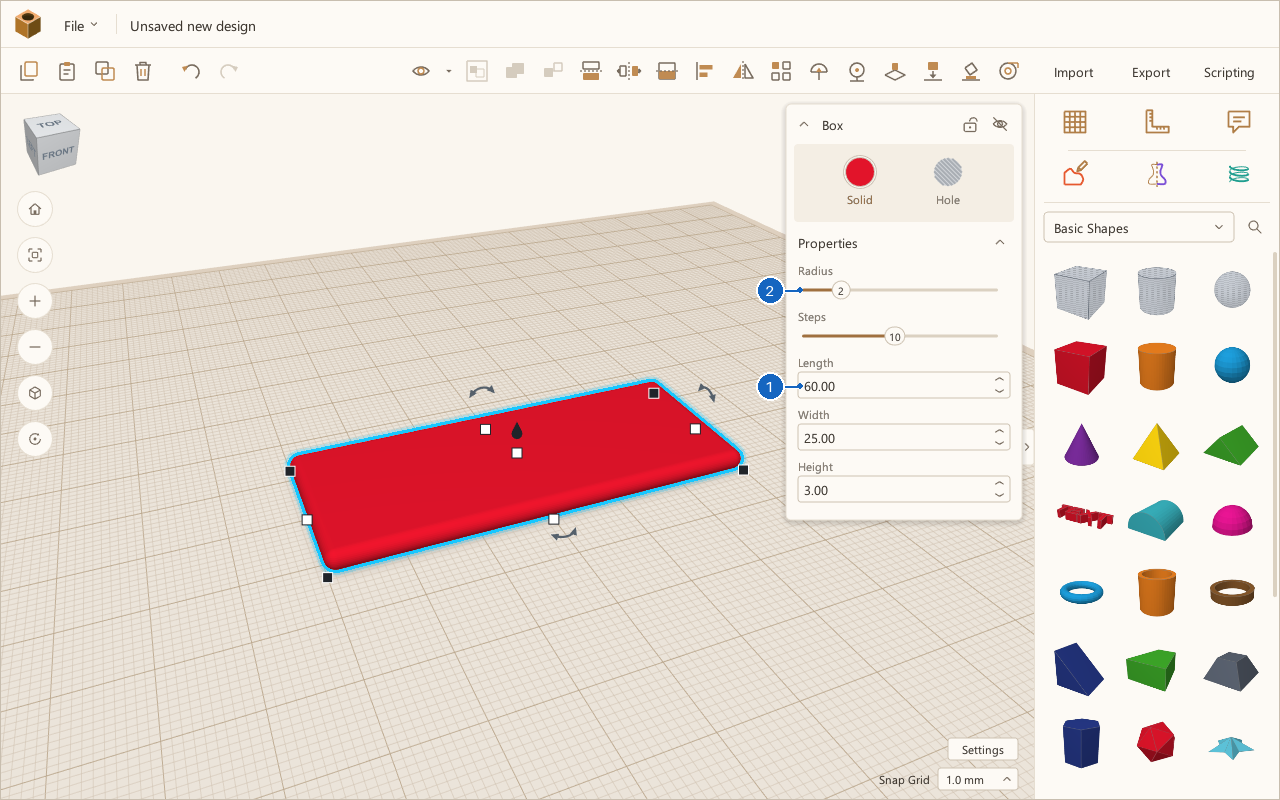 File
Unsaved new design
Import
Export
Scripting
TOP
FRONT
Box
Solid
Hole
Properties
Radius
2
2
Steps
10
Length
1
60.00
Width
25.00
Height
3.00
Basic Shapes
Settings
Snap Grid
1.0 mm